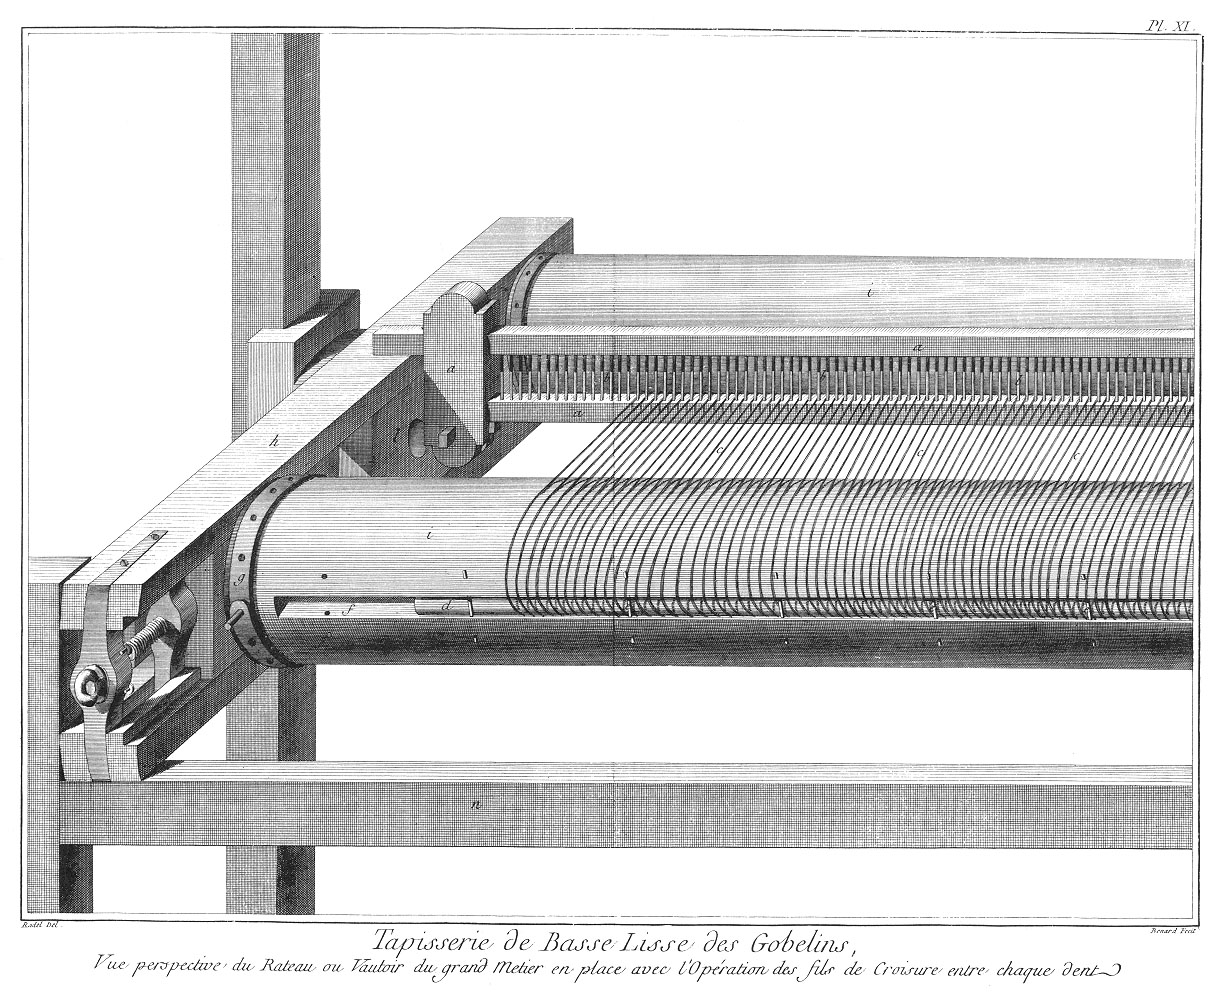 Pl. XI.
i
a
b
b
b
a
a
c
c
c
h
l
i
g
f
d
n
Radel Del.
Benard Fecit
Tapisserie de Basse Lisse des Gobelins,
Vue perspective du Rateau ou Vautoir du grand Metier en place avec l'Opération des fils de Croisure entre chaque dent